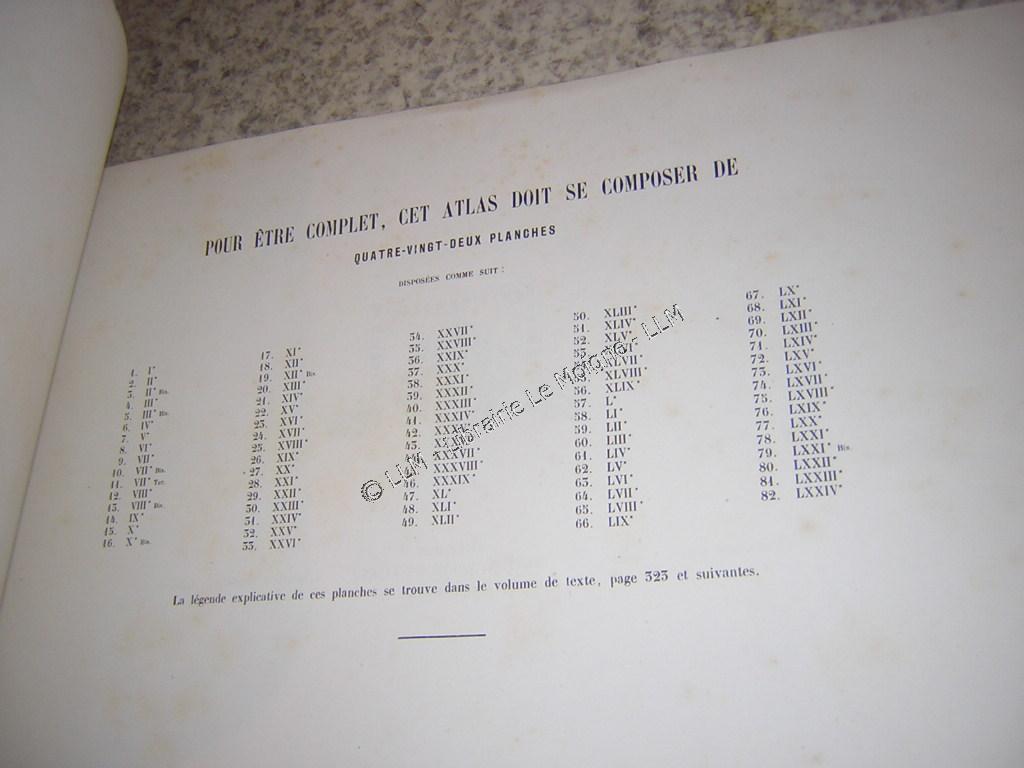 POUR ÊTRE COMPLET, CET ATLAS DOIT SE COMPOSER DE
QUATRE-VINGT-DEUX PLANCHES
DISPOSÉES COMME SUIT :
1. I*
2. II*
3. II* Bis.
4. III*
5. III* Bis.
6. IV*
7. V*
8. VI*
9. VII*
10. VII* Bis.
11. VII* Ter.
12. VIII*
13. VIII* Bis.
14. IX*
15. X*
16. X* Bis.
17. XI*
18. XII*
19. XII* Bis.
20. XIII*
21. XIV*
22. XV*
23. XVI*
24. XVII*
25. XVIII*
26. XIX*
27. XX*
28. XXI*
29. XXII*
30. XXIII*
31. XXIV*
32. XXV*
33. XXVI*
34. XXVII*
35. XXVIII*
36. XXIX*
37. XXX*
38. XXXI*
39. XXXII*
40. XXXIII*
41. XXXIV*
42.
43.
XXXVII*
XXXVIII*
46. XXXIX*
47. XL*
48. XLI*
49. XLII*
50. XLIII*
51. XLIV*
52. XLV*
XLVII*
XLVIII*
56. XLIX*
57. L*
58. LI*
59. LII*
60. LIII*
61. LIV*
62. LV*
63. LVI*
64. LVII*
65. LVIII*
66. LIX*
67. LX*
68. LXI*
69. LXII*
70. LXIII*
71. LXIV*
72. LXV*
73. LXVI*
74. LXVII*
75. LXVIII*
76. LXIX*
77. LXX*
78. LXXI*
79. LXXI* Bis.
80. LXXII*
81. LXXIII*
82. LXXIV*
© LLM - Librairie Le Moignor- LLM
La légende explicative de ces planches se trouve dans le volume de texte, page 323 et suivantes.